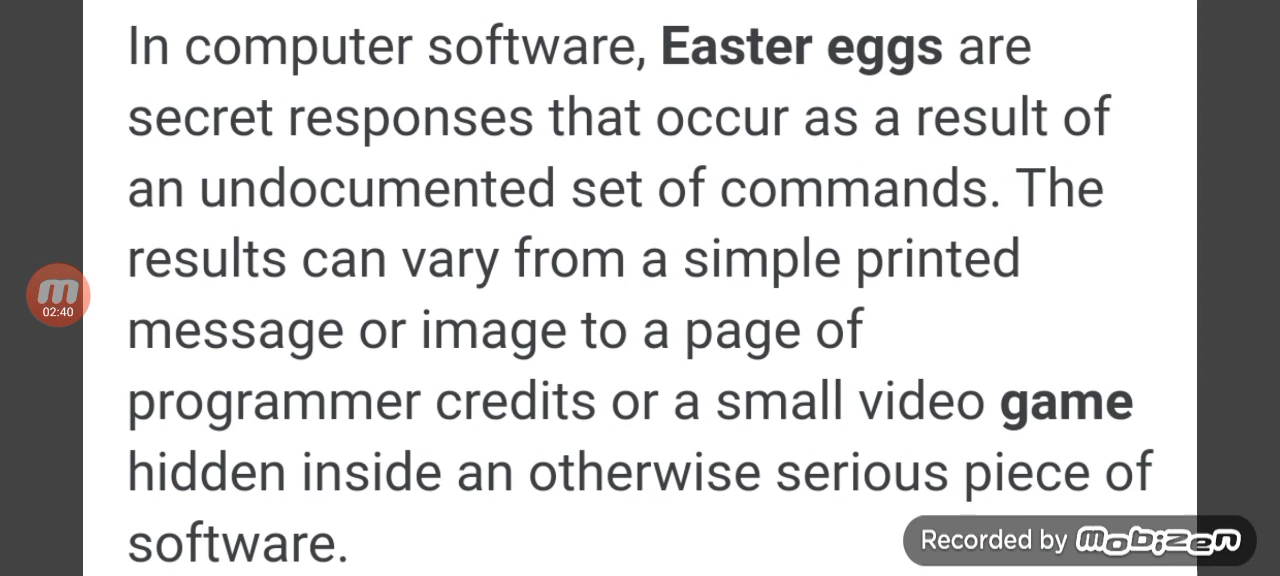 In computer software, Easter eggs are
secret responses that occur as a result of
an undocumented set of commands. The
results can vary from a simple printed
message or image to a page of
programmer credits or a small video game
hidden inside an otherwise serious piece of
software.
m
02:40
Recorded by mobizen